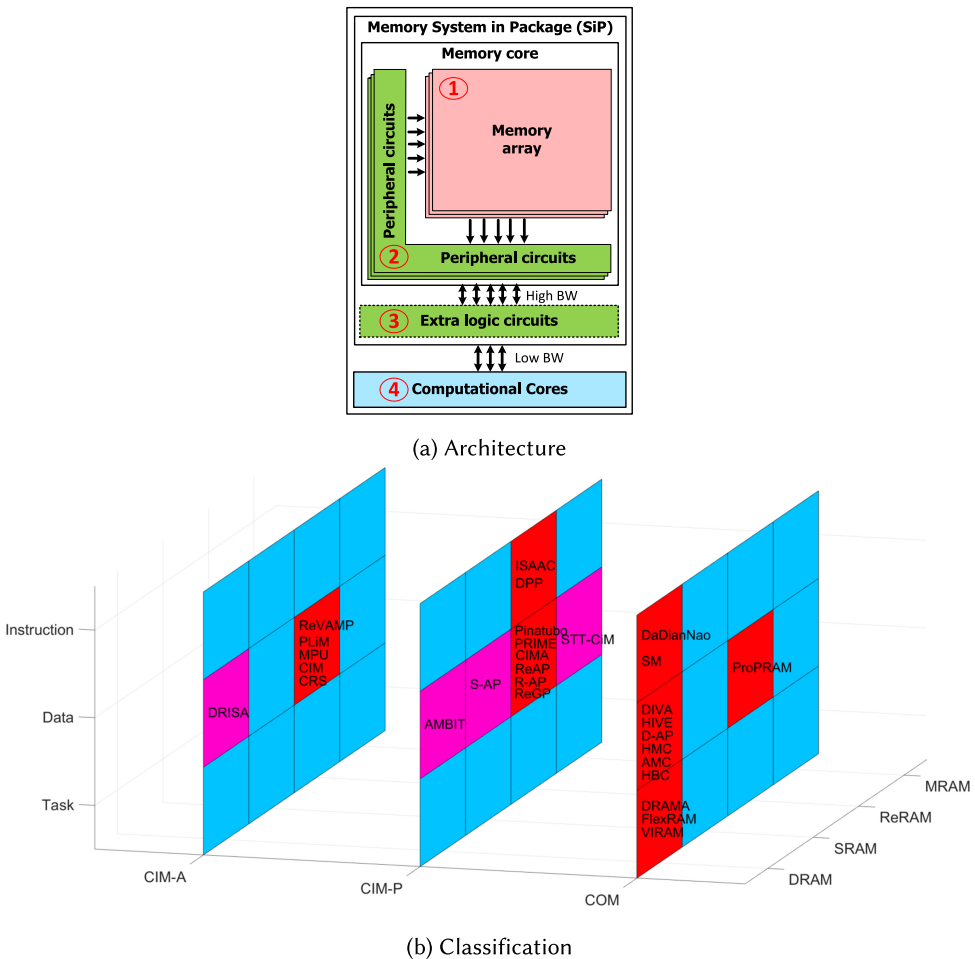 Memory System in Package (SiP)
Memory core
1
Memory
array
Peripheral circuits
2
Peripheral circuits
High BW
3
Extra logic circuits
Low BW
4
Computational Cores
(a) Architecture
Instruction
Data
Task
ReVAMP
PLiM
MPU
CIM
CRS
DRISA
ISAAC
DPP
Pinatubo
PRIME
CIMA
ReAP
R-AP
ReGP
STT-CiM
S-AP
AMBIT
DaDianNao
SM
ProPRAM
DIVA
HIVE
D-AP
HMC
AMC
HBC
DRAMA
FlexRAM
VIRAM
MRAM
ReRAM
SRAM
DRAM
CIM-A
CIM-P
COM
(b) Classification